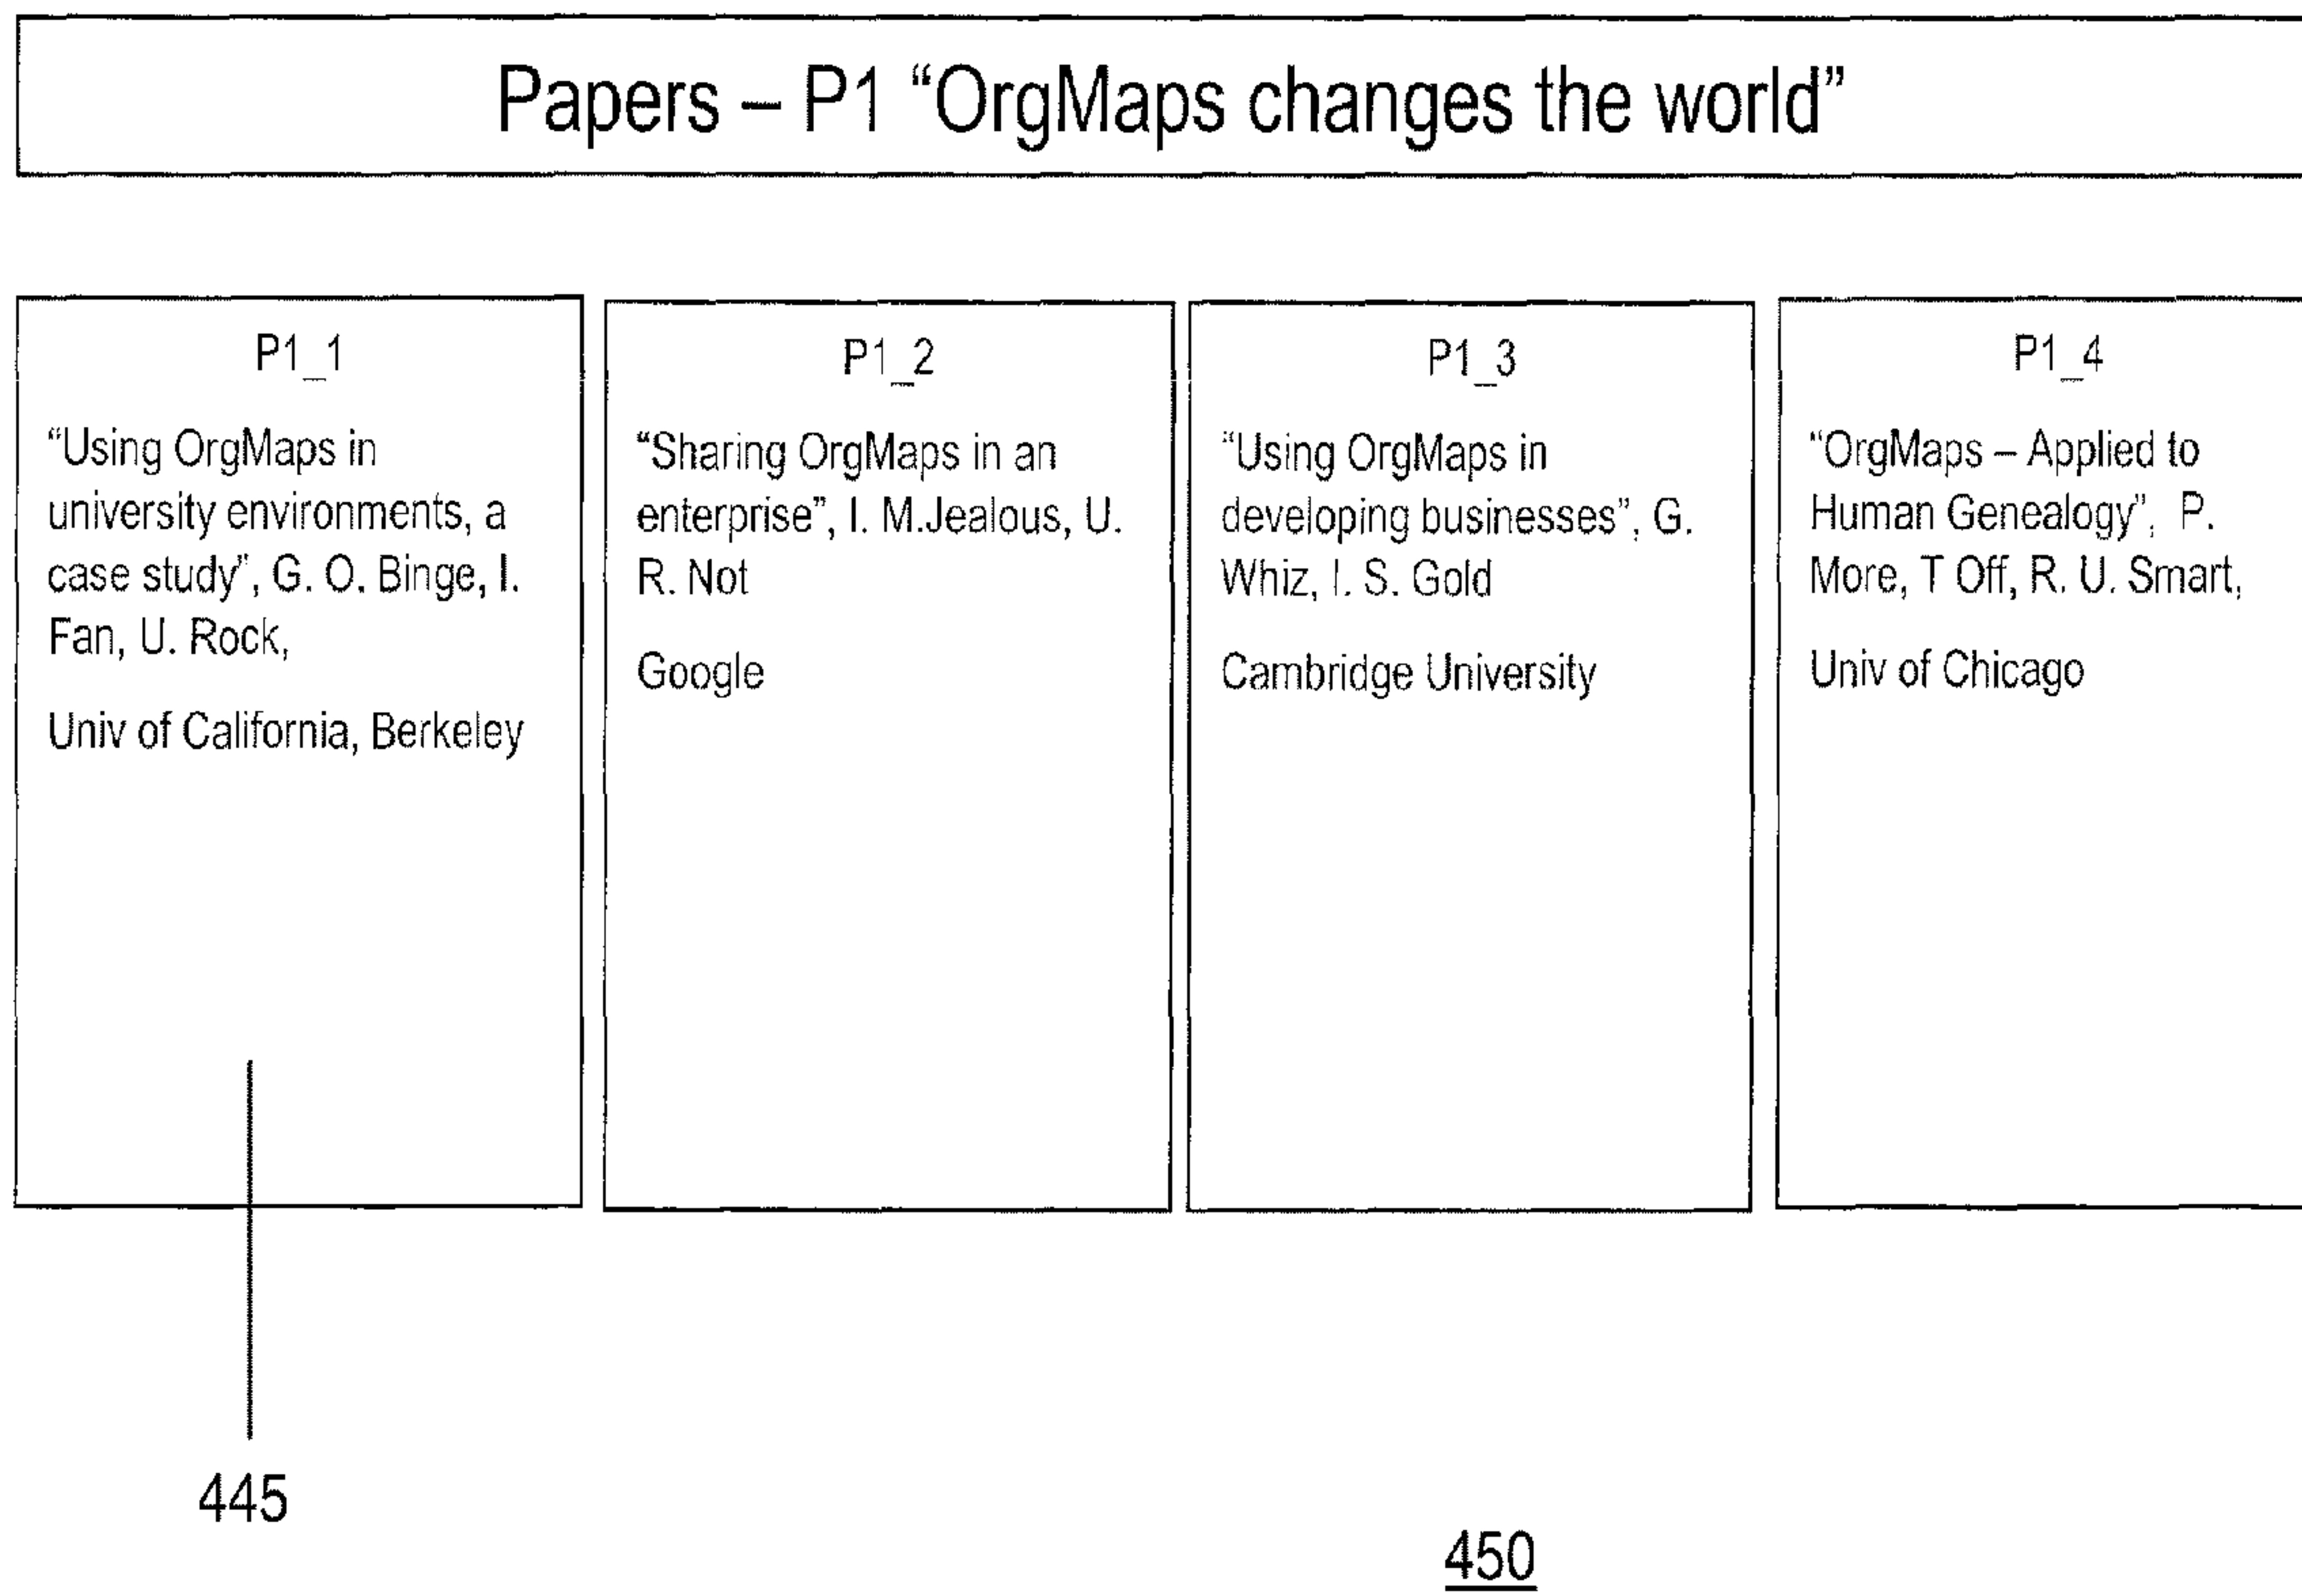 Papers – P1 “OrgMaps changes the world”
P1_1
“Using OrgMaps in
university environments, a
case study”, G. O. Binge, I.
Fan, U. Rock,
Univ of California, Berkeley
P1_2
“Sharing OrgMaps in an
enterprise”, I. M.Jealous, U.
R. Not
Google
P1_3
“Using OrgMaps in
developing businesses”, G.
Whiz, I. S. Gold
Cambridge University
P1_4
“OrgMaps – Applied to
Human Genealogy”, P.
More, T Off, R. U. Smart,
Univ of Chicago
445
450